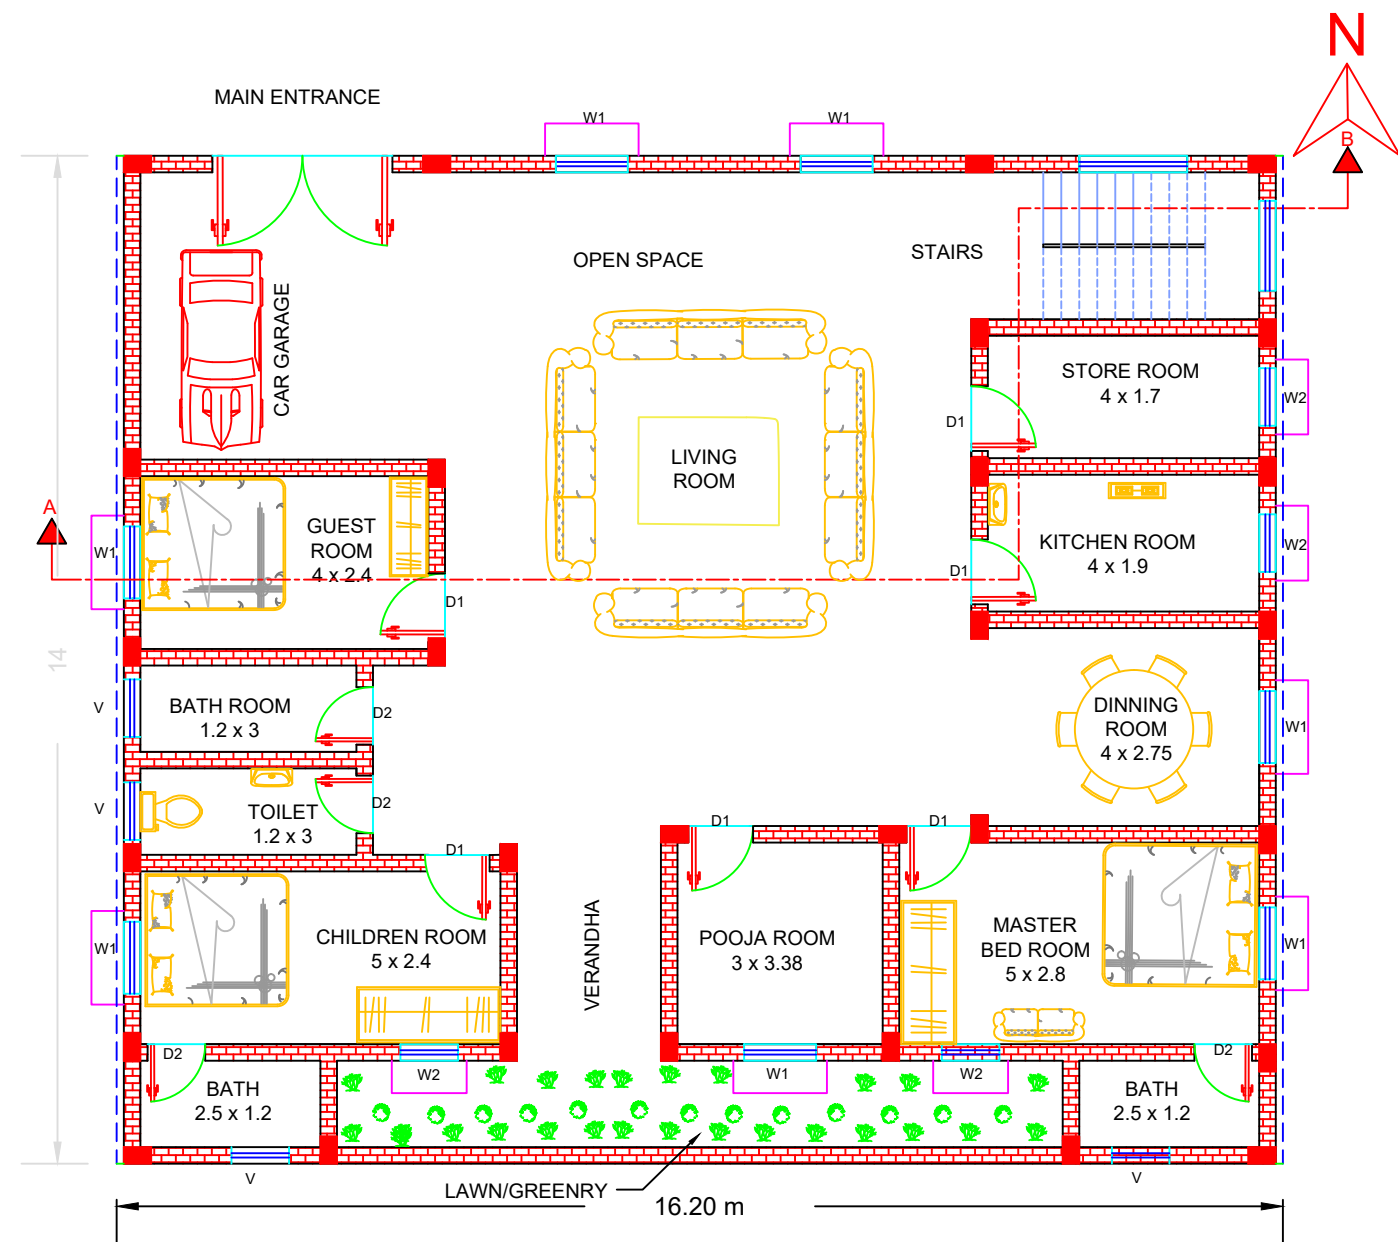 N
MAIN ENTRANCE
W1
W1
B
OPEN SPACE
STAIRS
CAR GARAGE
STORE ROOM
4 x 1.7
W2
D1
LIVING
ROOM
A
GUEST
ROOM
4 x 2.4
W1
D1
KITCHEN ROOM
4 x 1.9
W2
D1
14
BATH ROOM
1.2 x 3
V
D2
DINNING
ROOM
4 x 2.75
W1
TOILET
1.2 x 3
V
D2
D1
D1
D1
CHILDREN ROOM
5 x 2.4
W1
VERANDHA
POOJA ROOM
3 x 3.38
MASTER
BED ROOM
5 x 2.8
W1
D2
D2
BATH
2.5 x 1.2
W2
W1
W2
BATH
2.5 x 1.2
V
V
LAWN/GREENRY
16.20 m